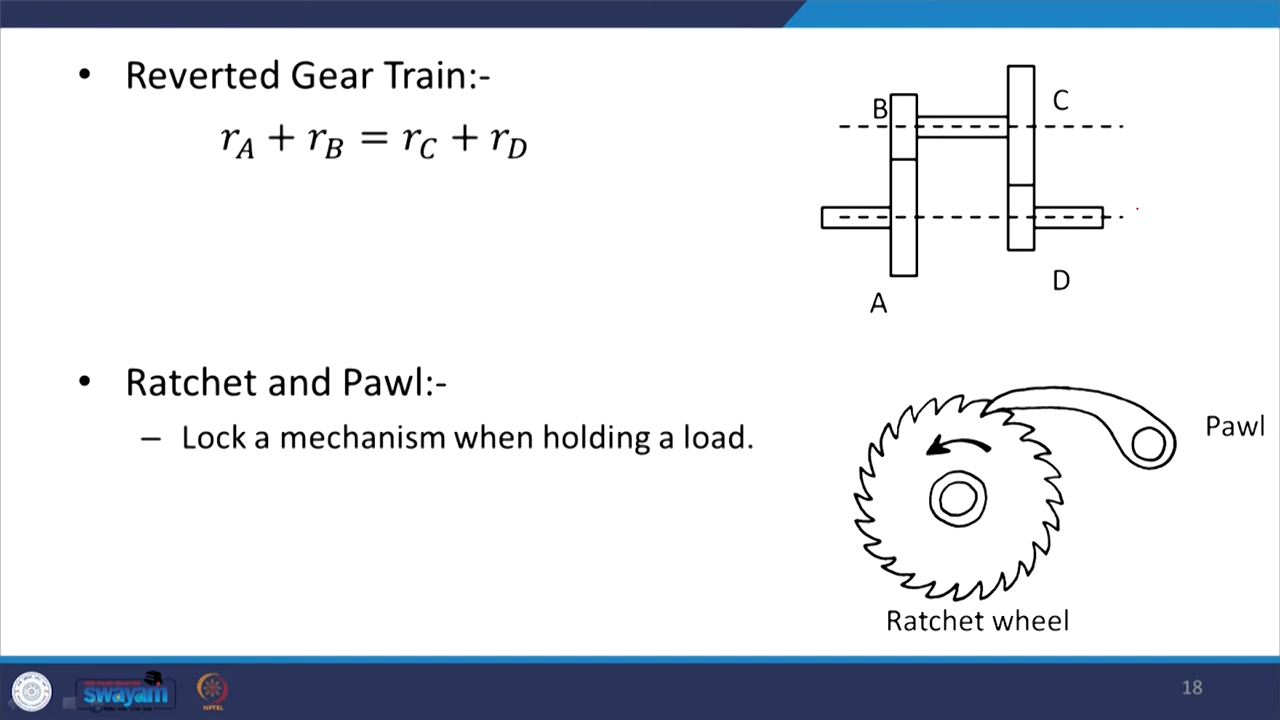 • Reverted Gear Train:-
r_A + r_B = r_C + r_D
B
C
A
D
• Ratchet and Pawl:-
– Lock a mechanism when holding a load.
Pawl
Ratchet wheel
swayam
NPTEL
18